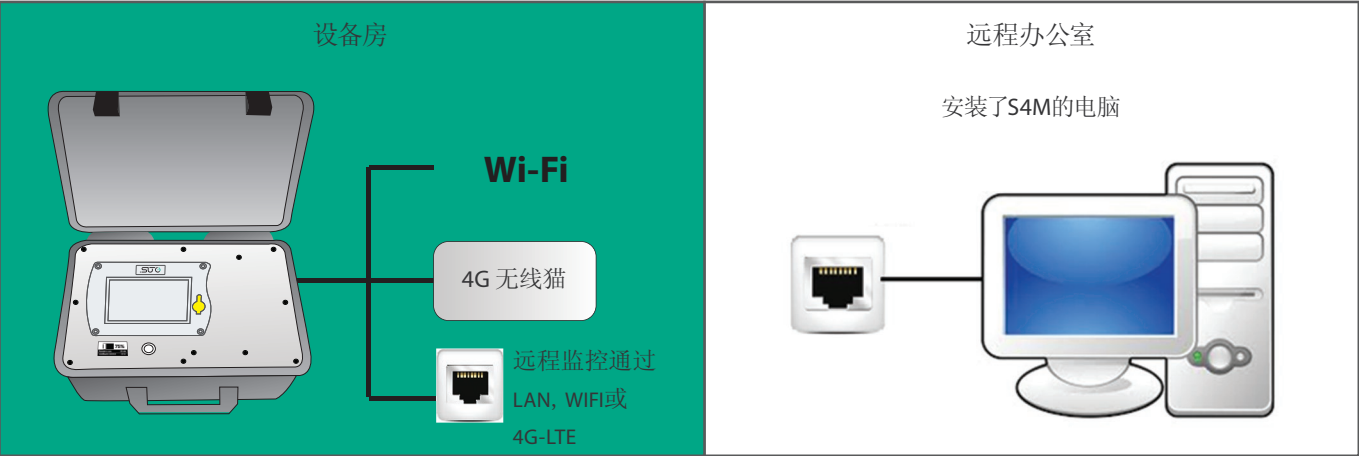 设备房
Wi-Fi
4G 无线猫
远程监控通过
LAN, WIFI或
4G-LTE
SUTO
远程办公室
安装了S4M的电脑